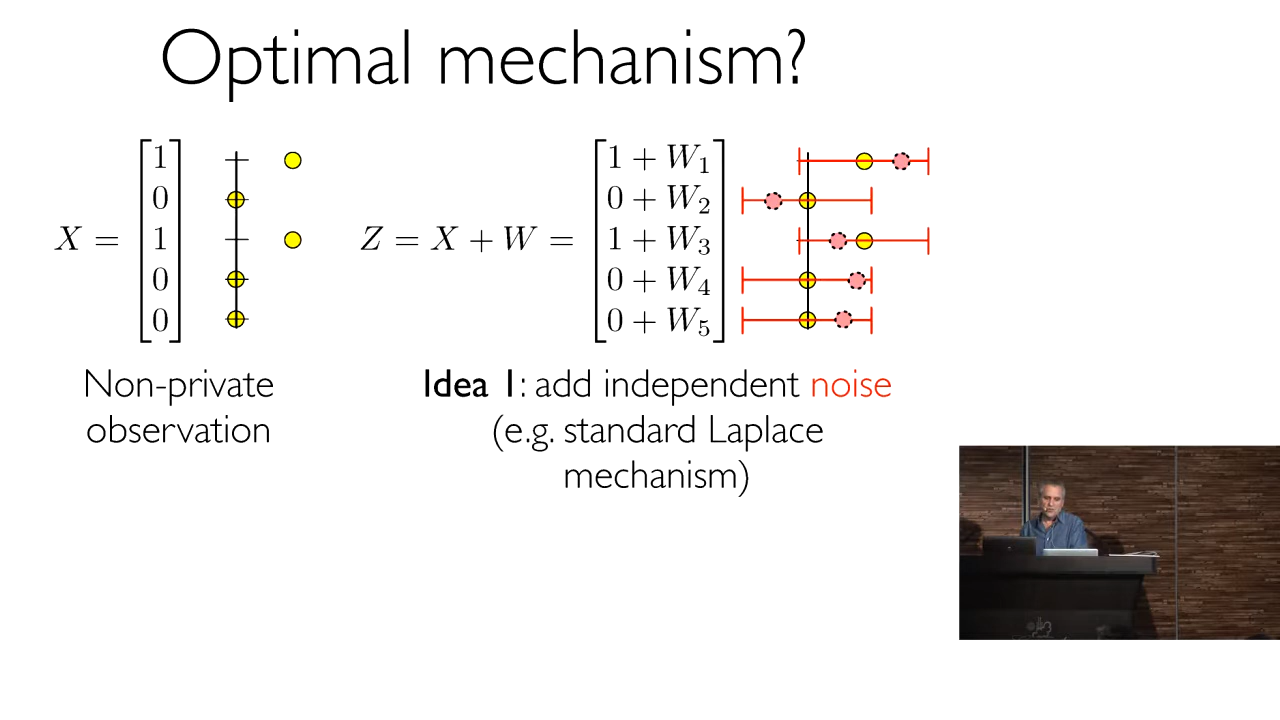 Optimal mechanism?
X = [1 0 1 0 0]
Z = X + W = [1 + W₁ 0 + W₂ 1 + W₃ 0 + W₄ 0 + W₅]
Non-private
observation
Idea 1: add independent noise
(e.g. standard Laplace
mechanism)